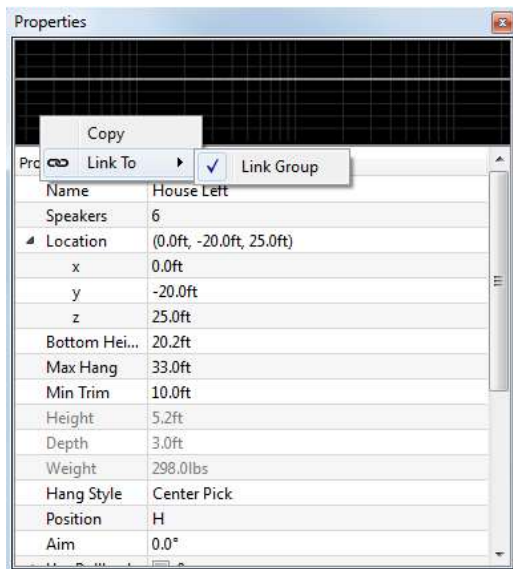 Properties
Copy
Link To
Link Group
Pro
Name House Left
Speakers 6
Location (0.0ft, -20.0ft, 25.0ft)
x 0.0ft
y -20.0ft
z 25.0ft
Bottom Hei... 20.2ft
Max Hang 33.0ft
Min Trim 10.0ft
Height 5.2ft
Depth 3.0ft
Weight 298.0lbs
Hang Style Center Pick
Position H
Aim 0.0°